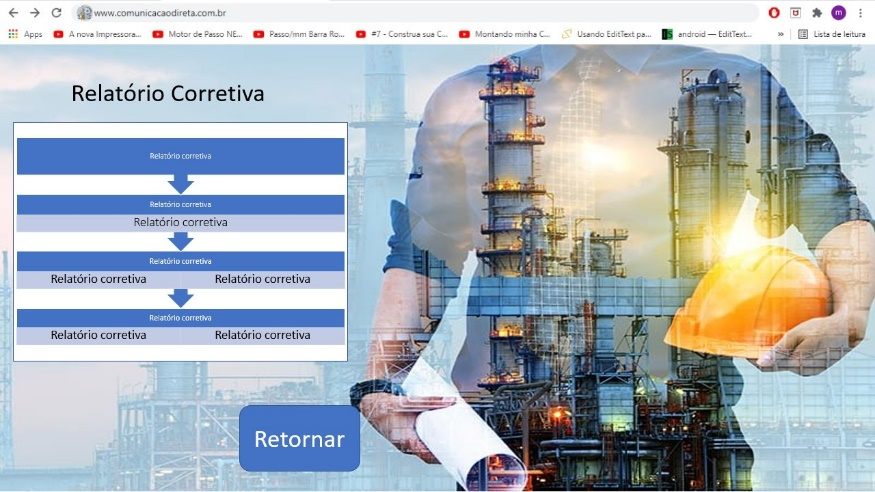 www.comunicacaodireta.com.br
Apps A nova Impressora... Motor de Passo NE... Passo/mm Barra Ro... #7 - Construa sua C... Montando minha C... Usando EditText pa... android — EditText... » Lista de leitura
Relatório Corretiva
Relatório corretiva
Relatório corretiva
Relatório corretiva
Relatório corretiva
Relatório corretiva Relatório corretiva
Relatório corretiva
Relatório corretiva Relatório corretiva
Retornar